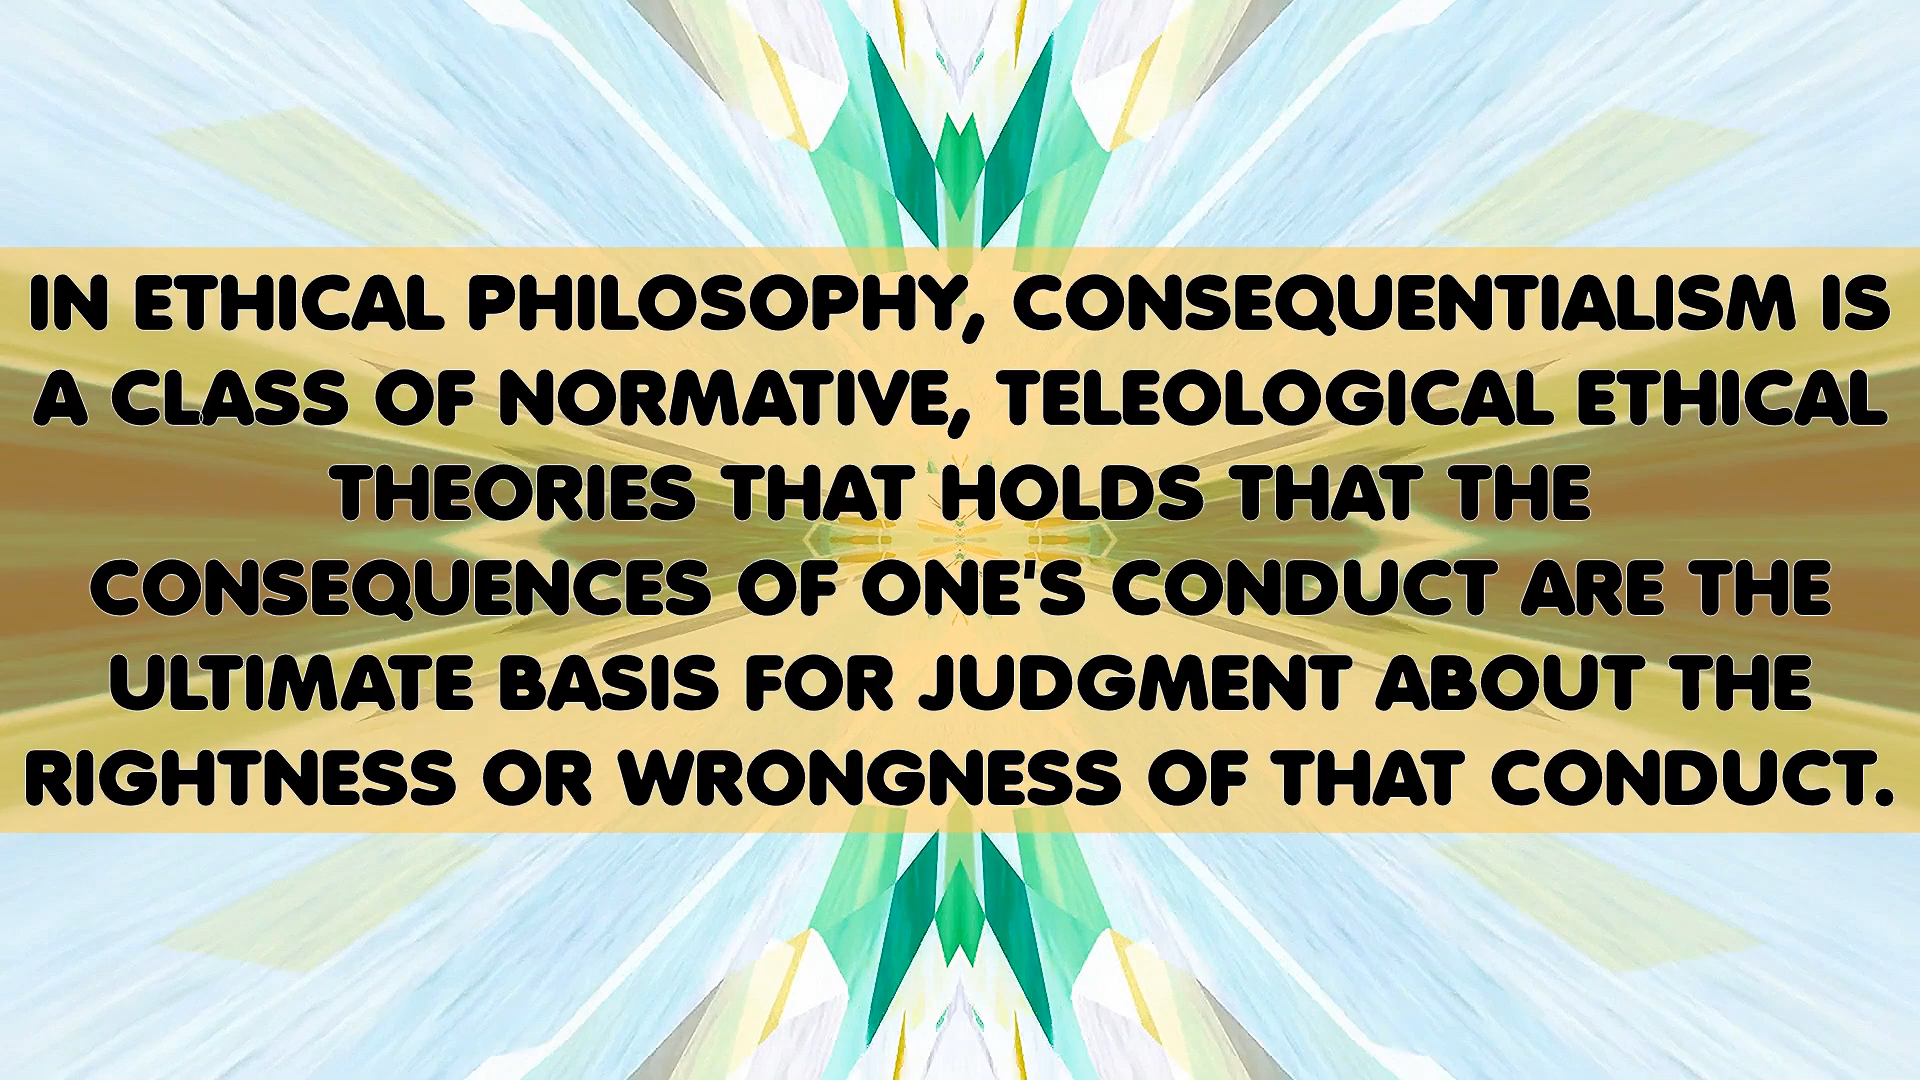 IN ETHICAL PHILOSOPHY, CONSEQUENTIALISM IS
A CLASS OF NORMATIVE, TELEOLOGICAL ETHICAL
THEORIES THAT HOLDS THAT THE
CONSEQUENCES OF ONE'S CONDUCT ARE THE
ULTIMATE BASIS FOR JUDGMENT ABOUT THE
RIGHTNESS OR WRONGNESS OF THAT CONDUCT.